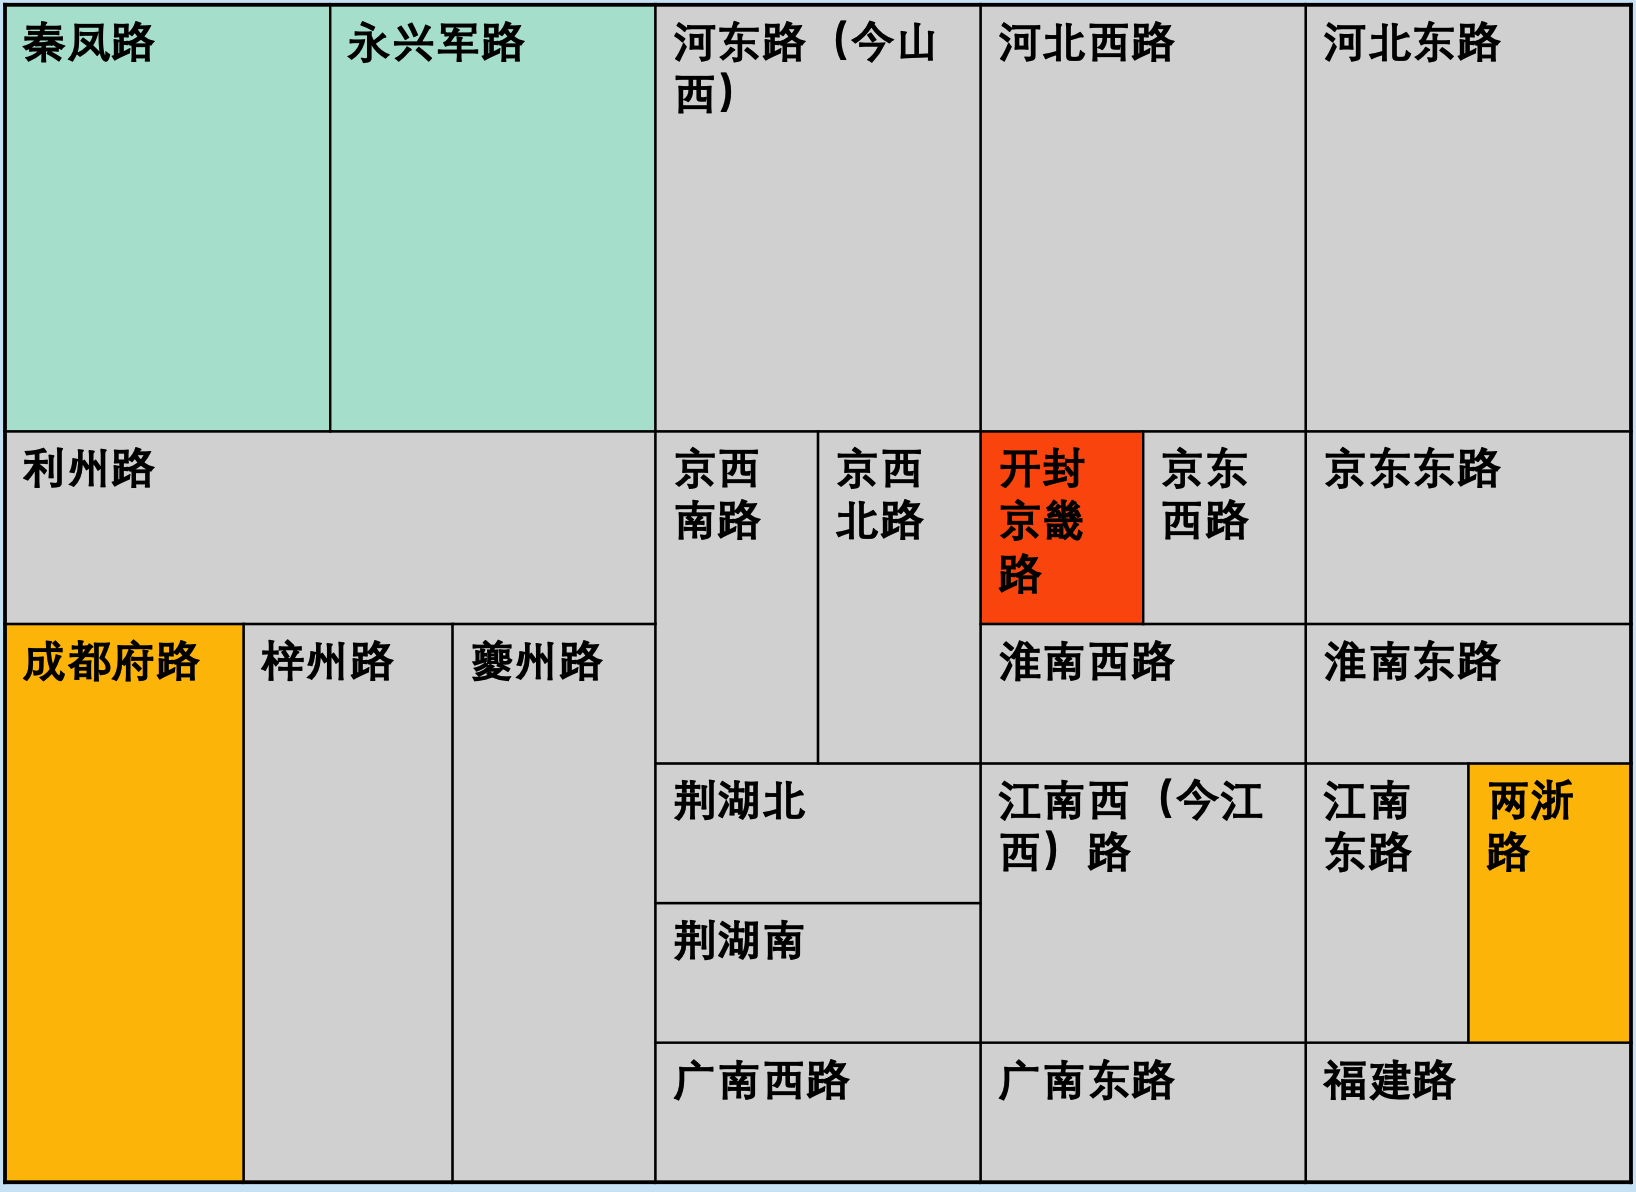 秦凤路
永兴军路
河东路（今山
西）
河北西路
河北东路
利州路
京西
南路
京西
北路
开封
京畿
路
京东
西路
京东东路
成都府路
梓州路
夔州路
淮南西路
淮南东路
荆湖北
江南西（今江
西）路
江南
东路
两浙
路
荆湖南
广南西路
广南东路
福建路